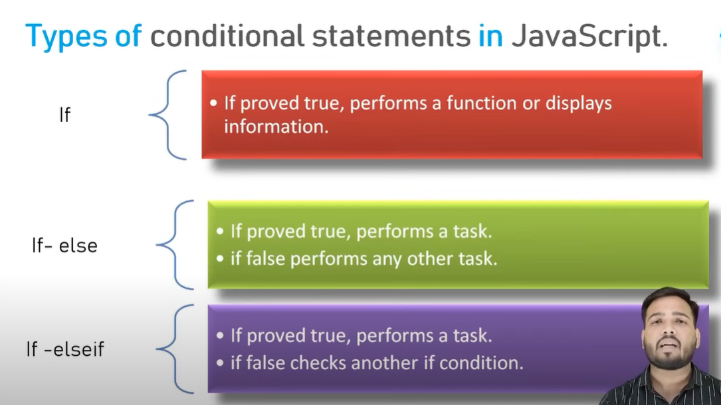 Types of conditional statements in JavaScript.
If
• If proved true, performs a function or displays
information.
If- else
• If proved true, performs a task.
• if false performs any other task.
If -elseif
• If proved true, performs a task.
• if false checks another if condition.